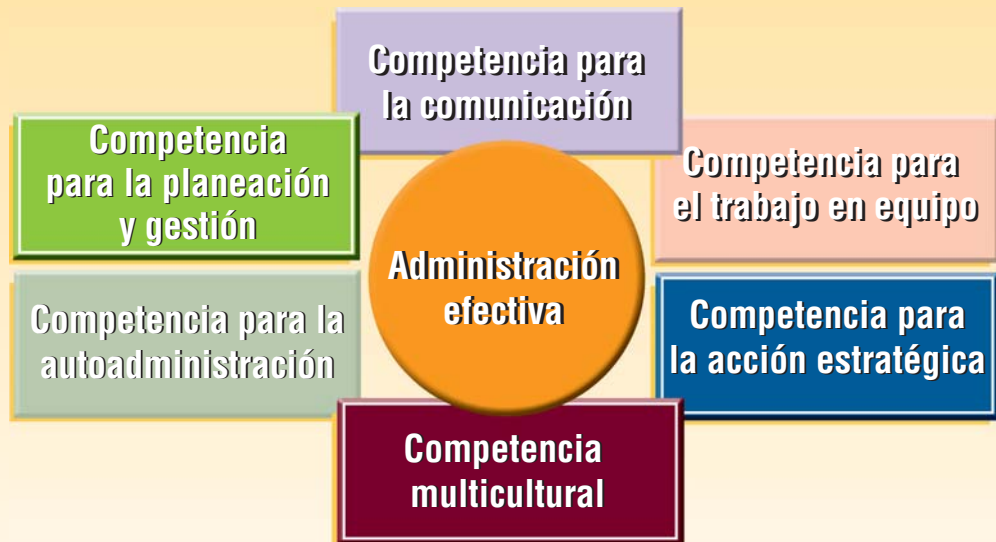 Competencia para
la comunicación
Competencia
para la planeación
y gestión
Competencia para
el trabajo en equipo
Administración
efectiva
Competencia para la
autoadministración
Competencia para
la acción estratégica
Competencia
multicultural